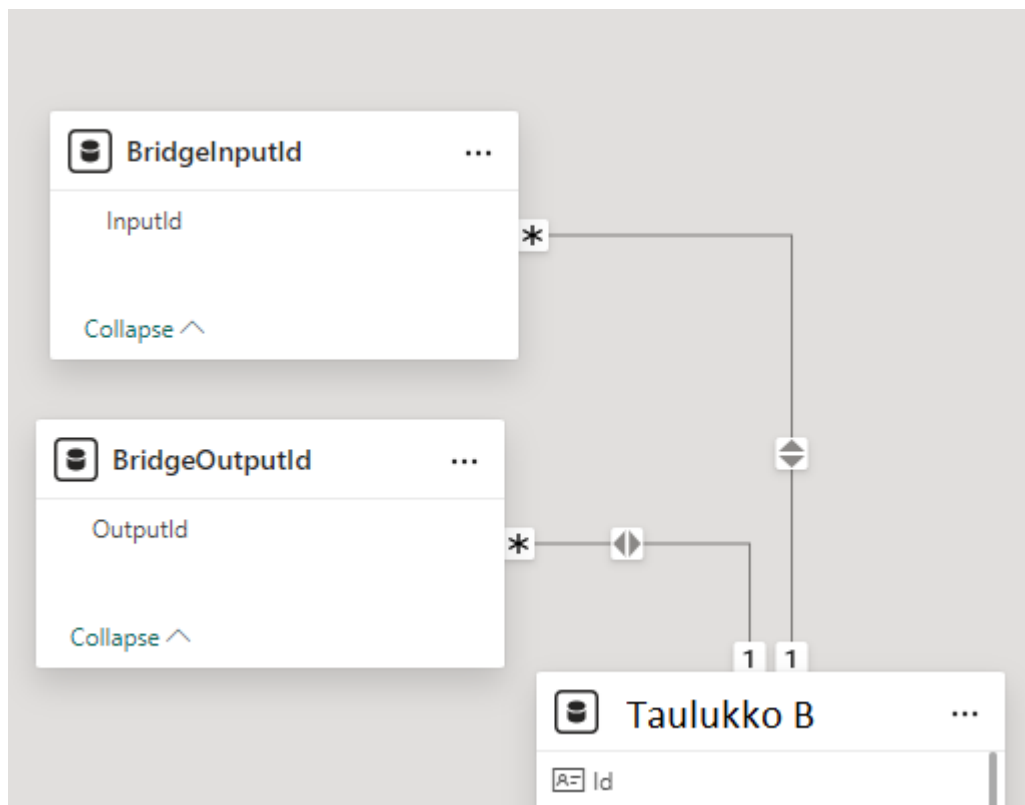 BridgeInputId
...
InputId
*
Collapse
BridgeOutputId
...
OutputId
*
Collapse
1 1
Taulukko B
...
Id